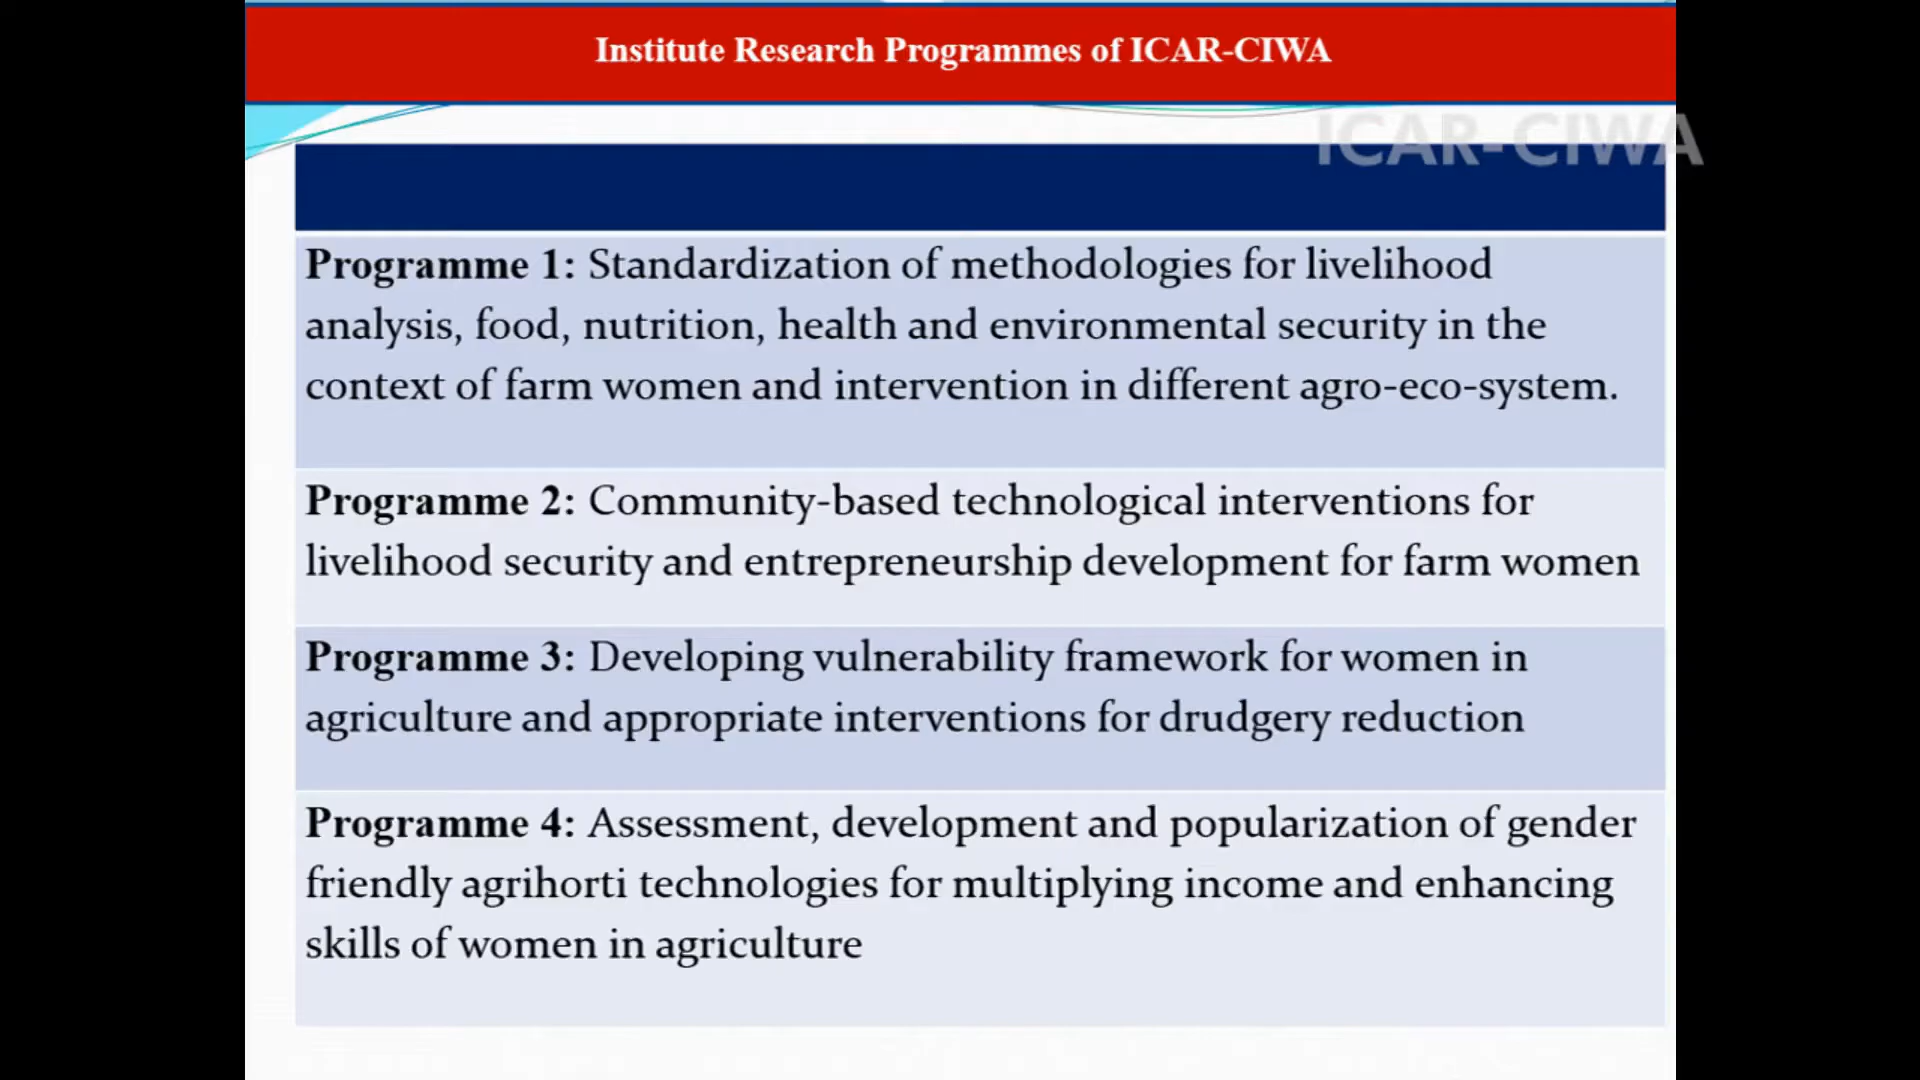 Institute Research Programmes of ICAR-CIWA
ICAR-CIWA
Programme 1: Standardization of methodologies for livelihood
analysis, food, nutrition, health and environmental security in the
context of farm women and intervention in different agro-eco-system.
Programme 2: Community-based technological interventions for
livelihood security and entrepreneurship development for farm women
Programme 3: Developing vulnerability framework for women in
agriculture and appropriate interventions for drudgery reduction
Programme 4: Assessment, development and popularization of gender
friendly agrihorti technologies for multiplying income and enhancing
skills of women in agriculture